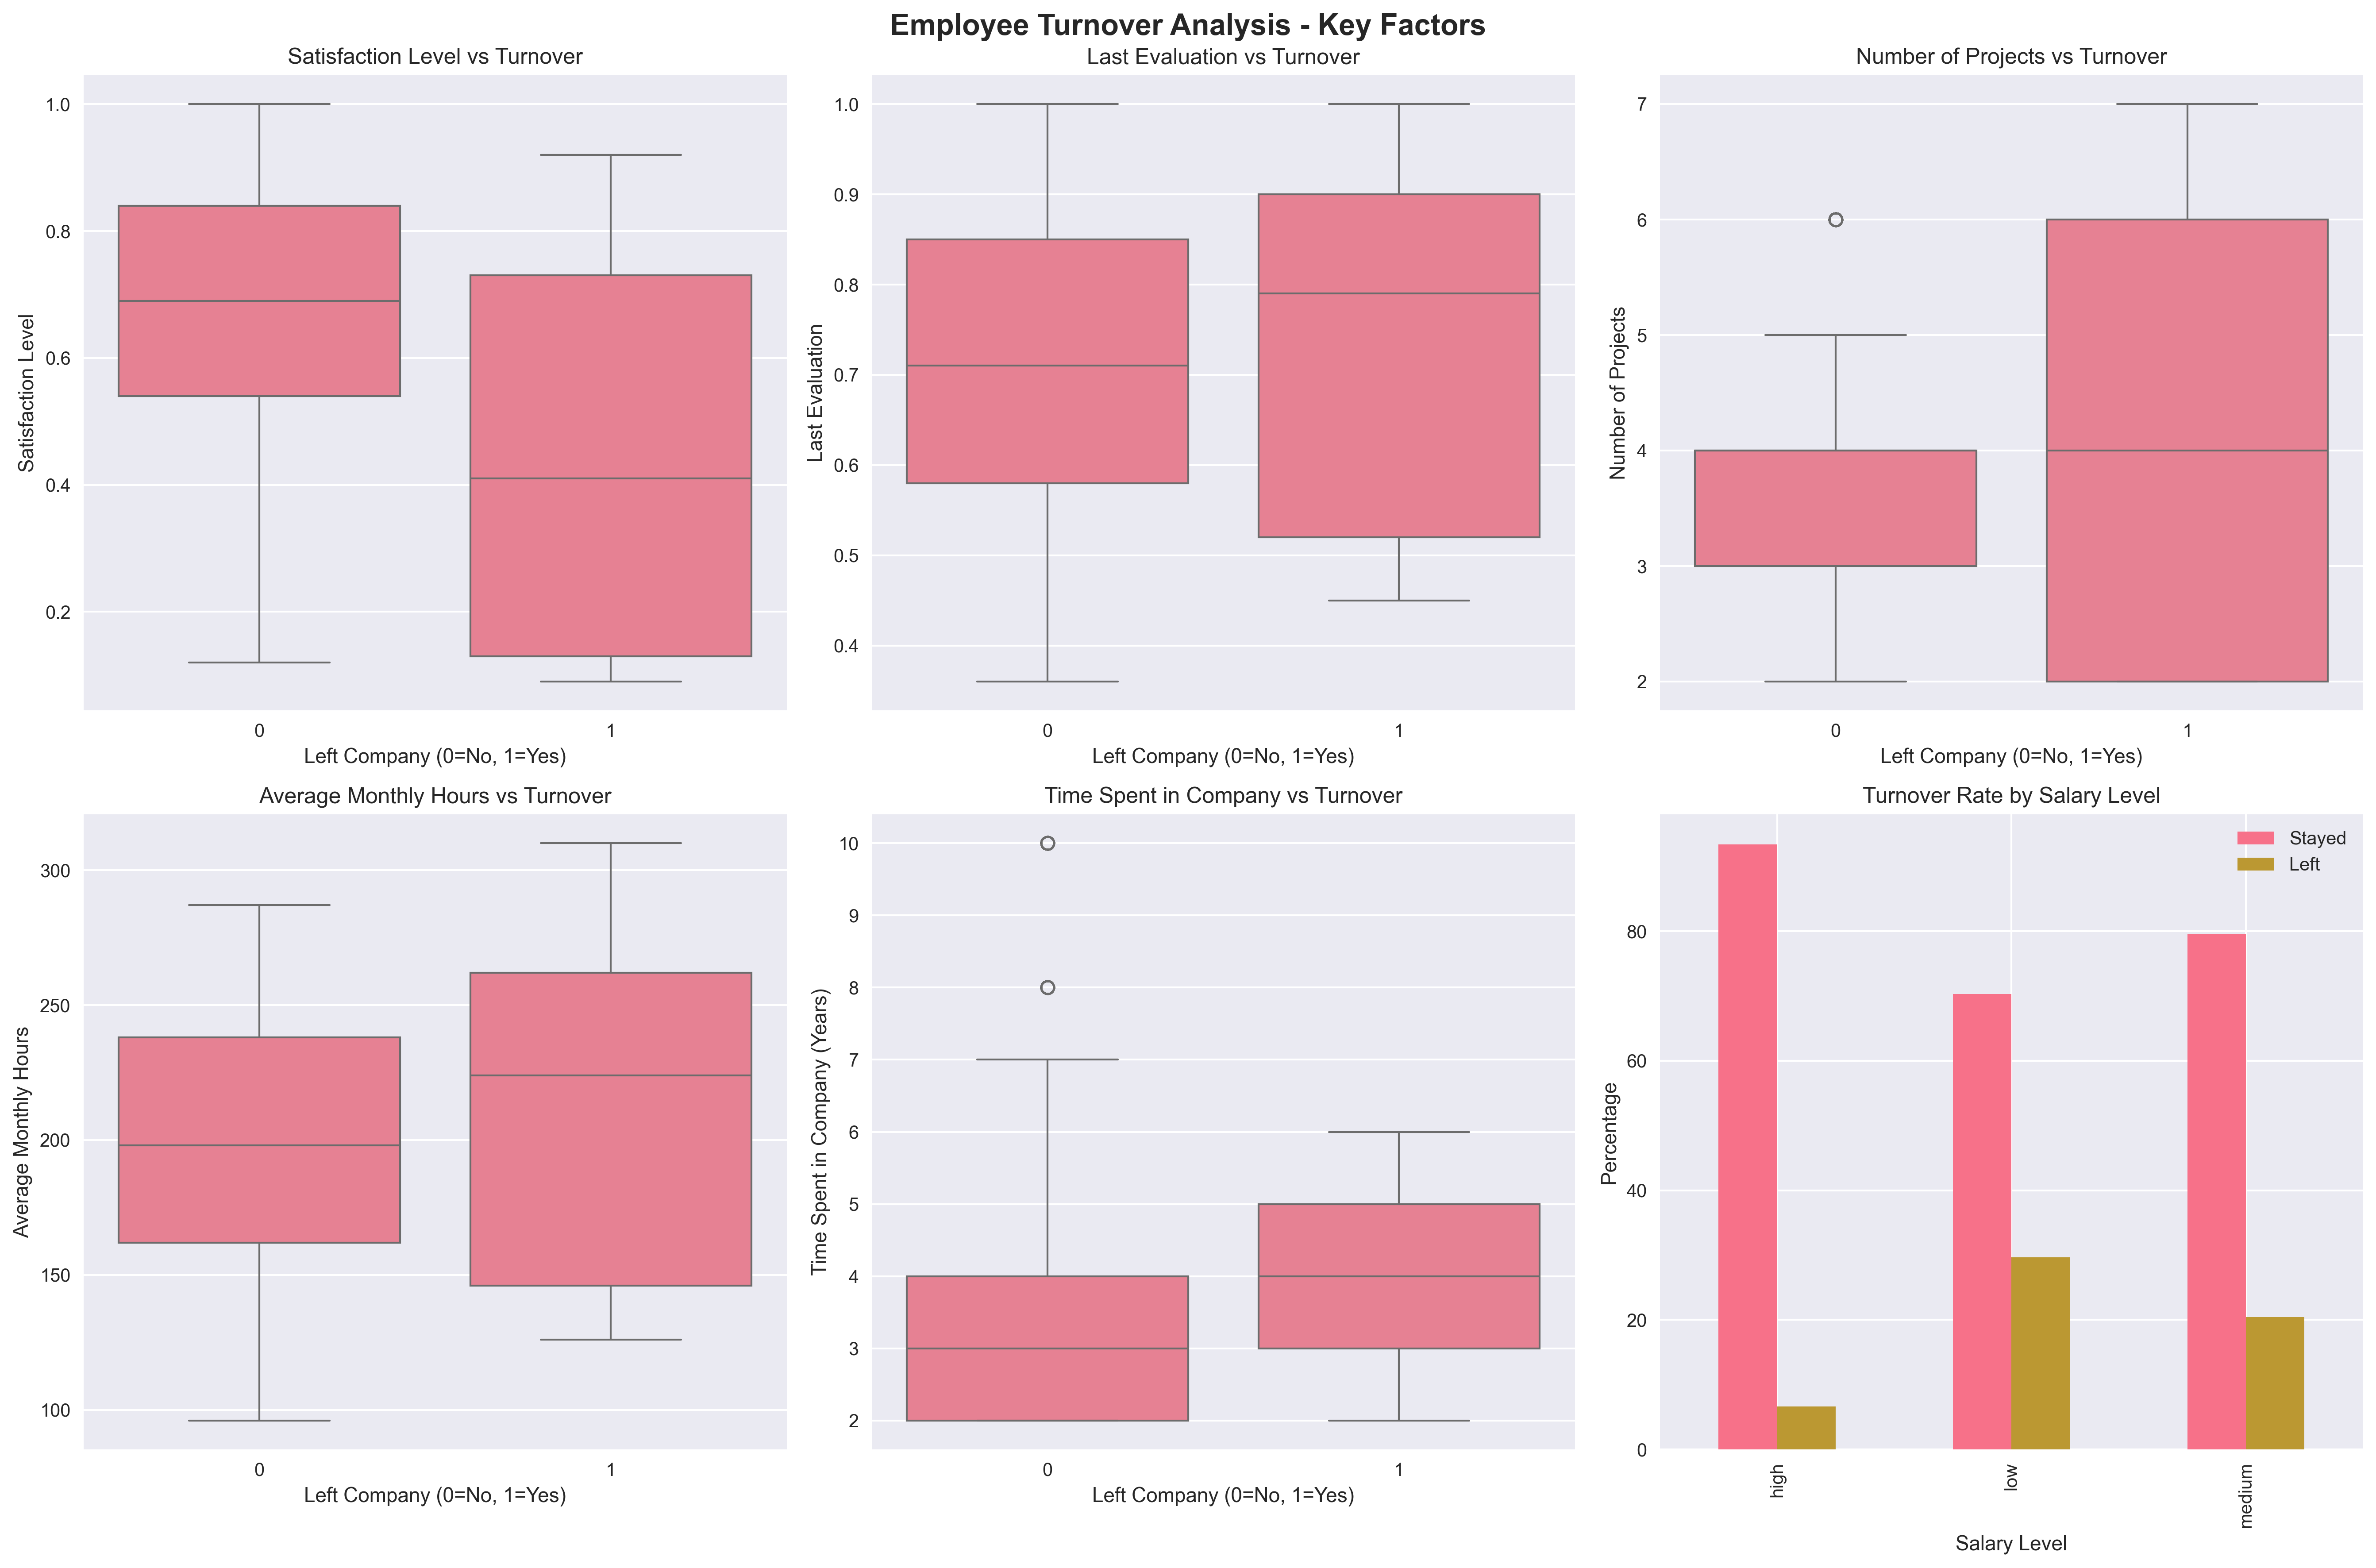 Employee Turnover Analysis - Key Factors
Satisfaction Level vs Turnover
Satisfaction Level
1.0
0.8
0.6
0.4
0.2
0
1
Left Company (0=No, 1=Yes)
Last Evaluation vs Turnover
Last Evaluation
1.0
0.9
0.8
0.7
0.6
0.5
0.4
0
1
Left Company (0=No, 1=Yes)
Number of Projects vs Turnover
Number of Projects
7
6
5
4
3
2
0
1
Left Company (0=No, 1=Yes)
Average Monthly Hours vs Turnover
Average Monthly Hours
300
250
200
150
100
0
1
Left Company (0=No, 1=Yes)
Time Spent in Company vs Turnover
Time Spent in Company (Years)
10
9
8
7
6
5
4
3
2
0
1
Left Company (0=No, 1=Yes)
Turnover Rate by Salary Level
Stayed
Left
Percentage
80
60
40
20
0
high
low
medium
Salary Level